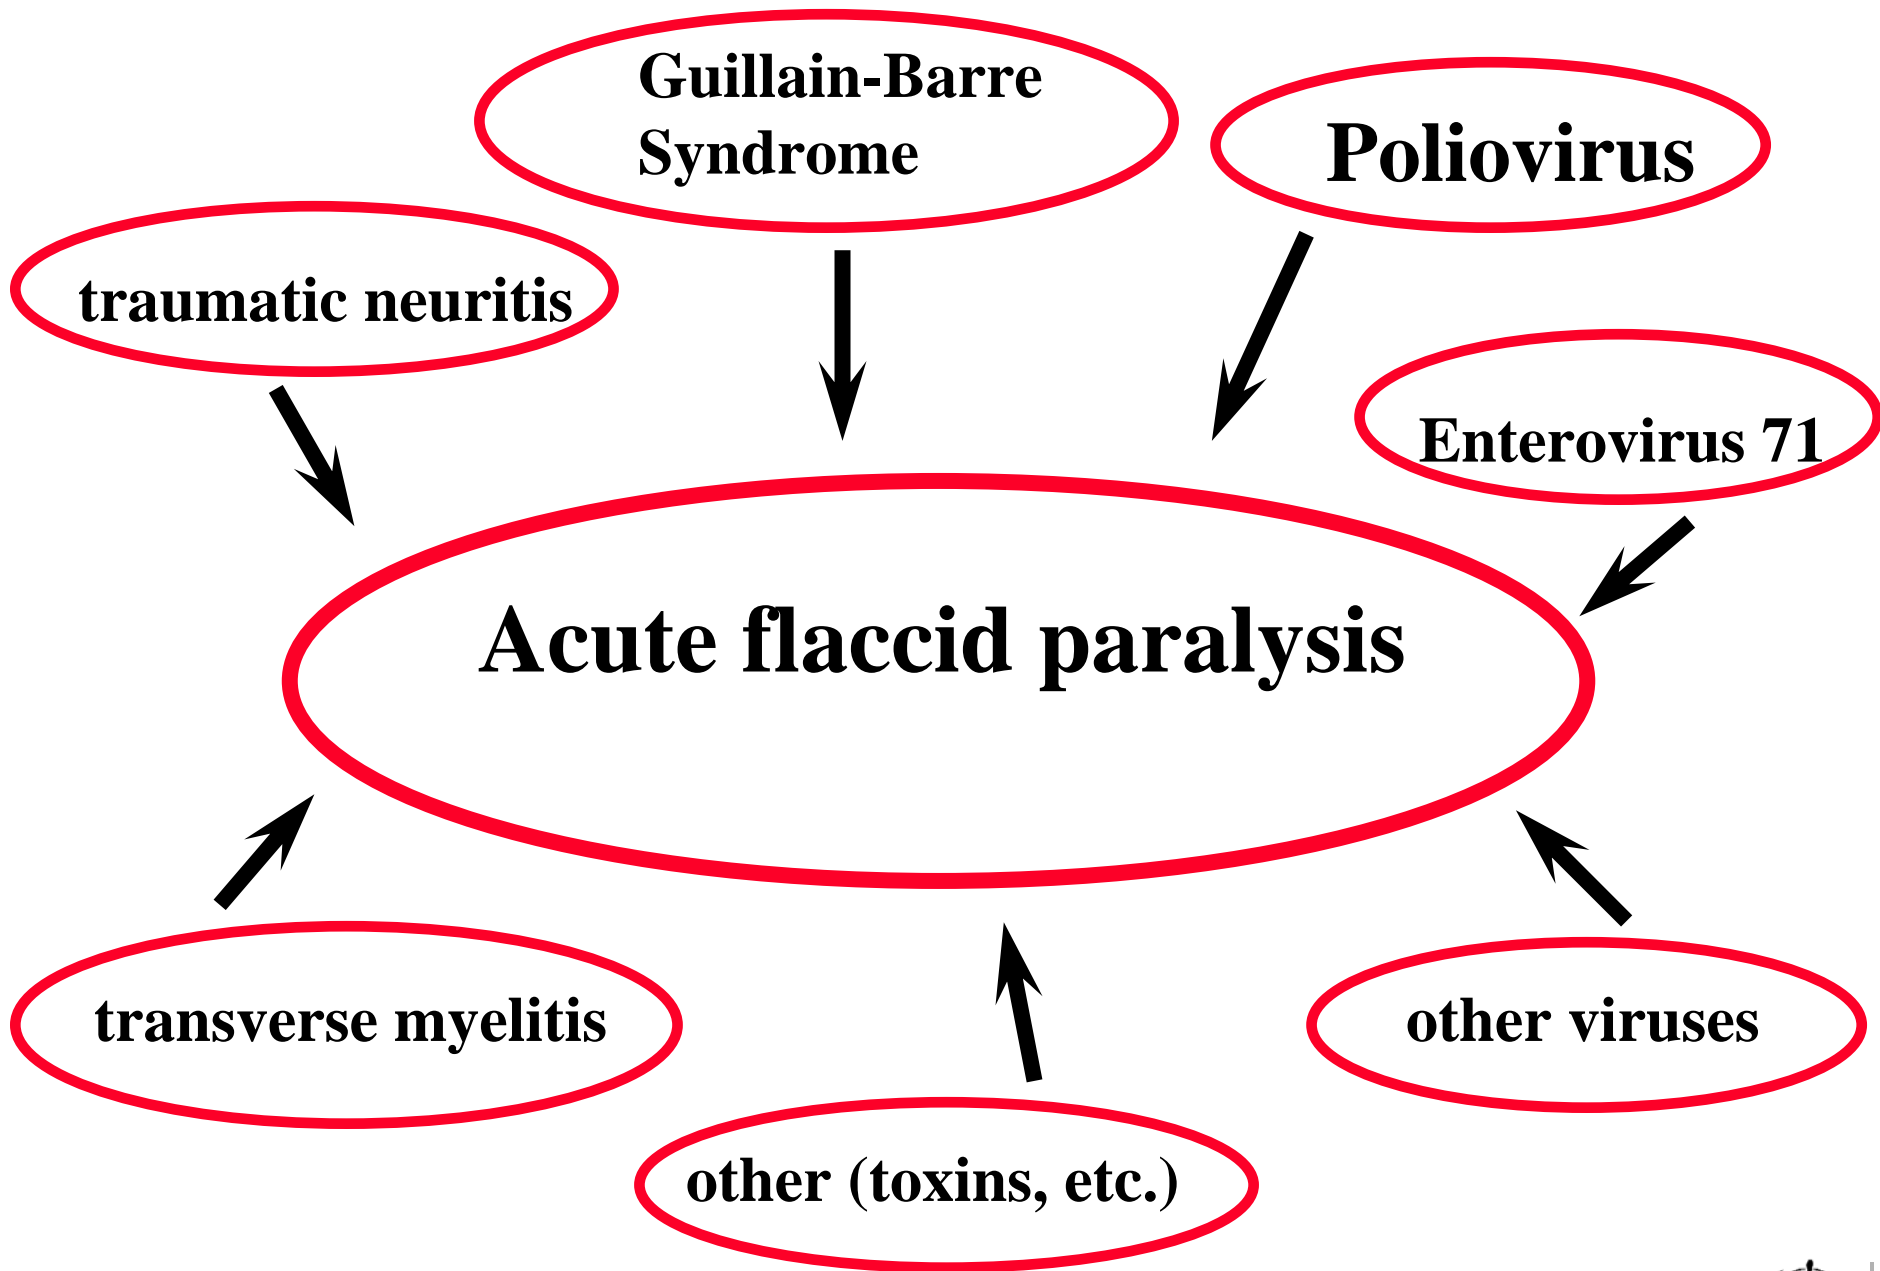 Guillain-Barre
Syndrome
Poliovirus
traumatic neuritis
Enterovirus 71
Acute flaccid paralysis
transverse myelitis
other viruses
other (toxins, etc.)